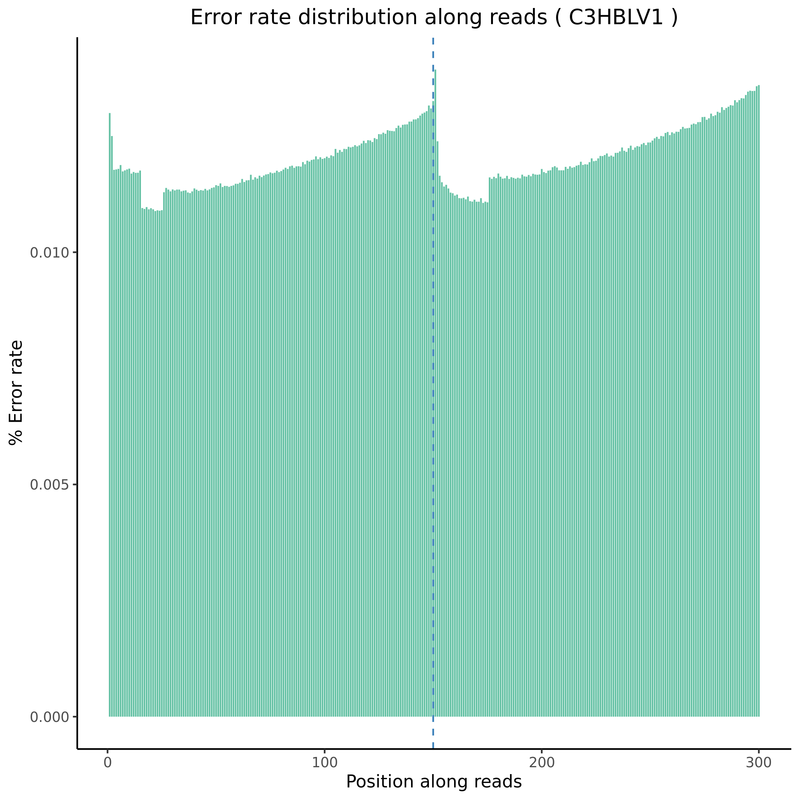 Error rate distribution along reads ( C3HBLV1 )
% Error rate
0.010
0.005
0.000
0 100 200 300
Position along reads